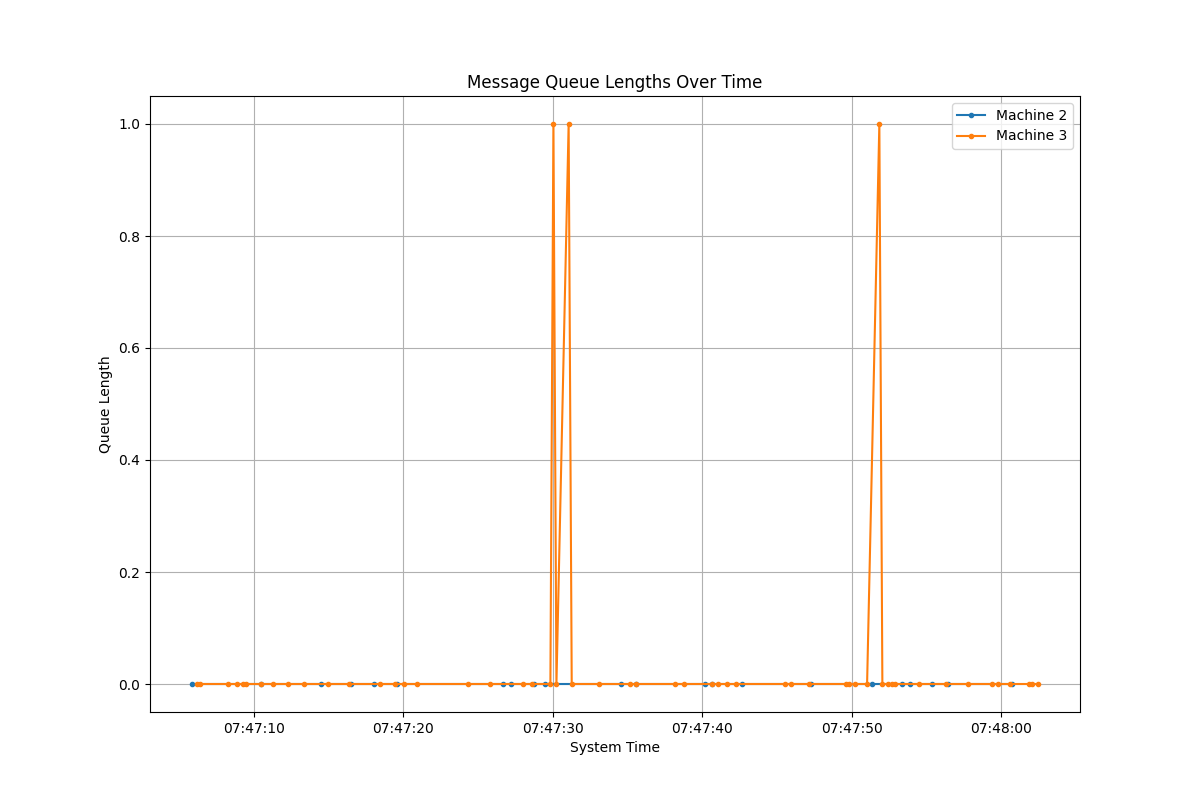 Message Queue Lengths Over Time
Machine 2
Machine 3
1.0
0.8
0.6
0.4
0.2
0.0
Queue Length
07:47:10 07:47:20 07:47:30 07:47:40 07:47:50 07:48:00
System Time